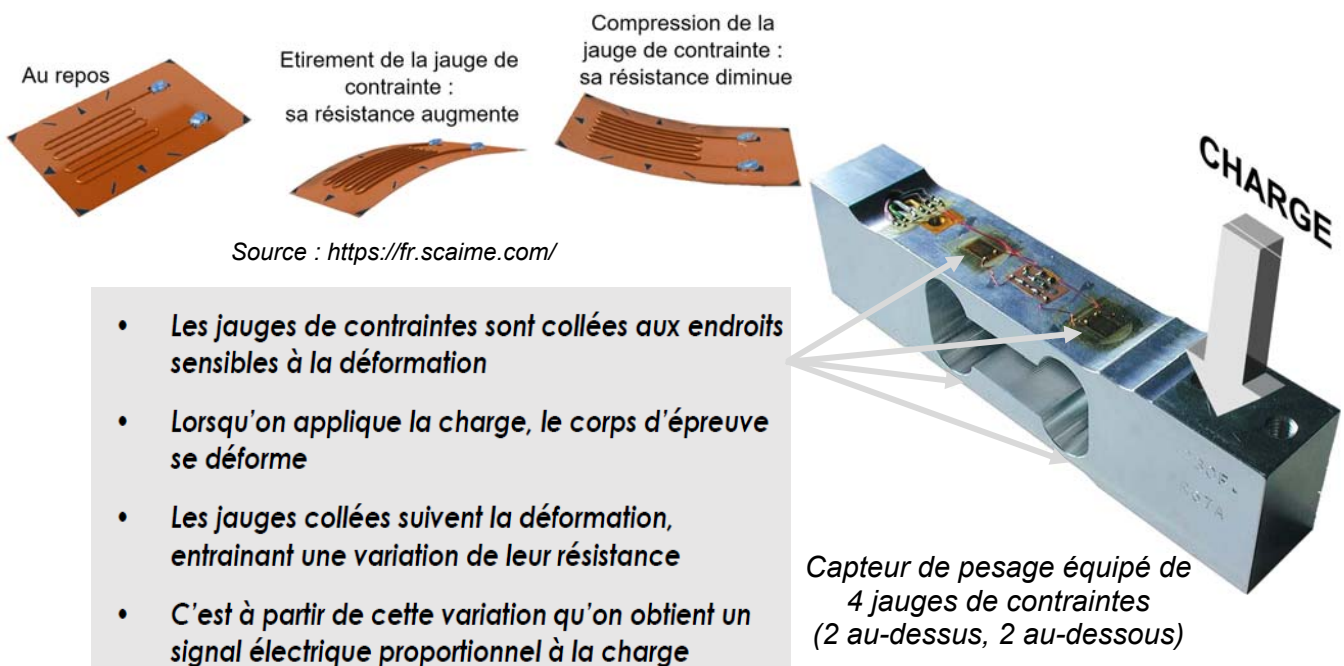 Au repos
Etirement de la jauge de
contrainte :
sa résistance augmente
Compression de la
jauge de contrainte :
sa résistance diminue
Source : https://fr.scaime.com/
CHARGE
• Les jauges de contraintes sont collées aux endroits
sensibles à la déformation
• Lorsqu'on applique la charge, le corps d'épreuve
se déforme
• Les jauges collées suivent la déformation,
entrainant une variation de leur résistance
• C'est à partir de cette variation qu'on obtient un
signal électrique proportionnel à la charge
Capteur de pesage équipé de
4 jauges de contraintes
(2 au-dessus, 2 au-dessous)